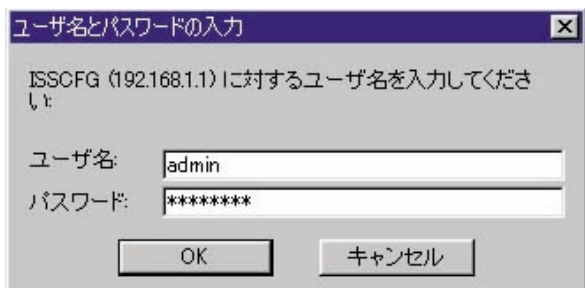 ユーザ名とパスワードの入力
ISSCFG (192.168.1.1) に対するユーザ名を入力してくださ
い:
ユーザ名:
admin
パスワード:
********
OK
キャンセル